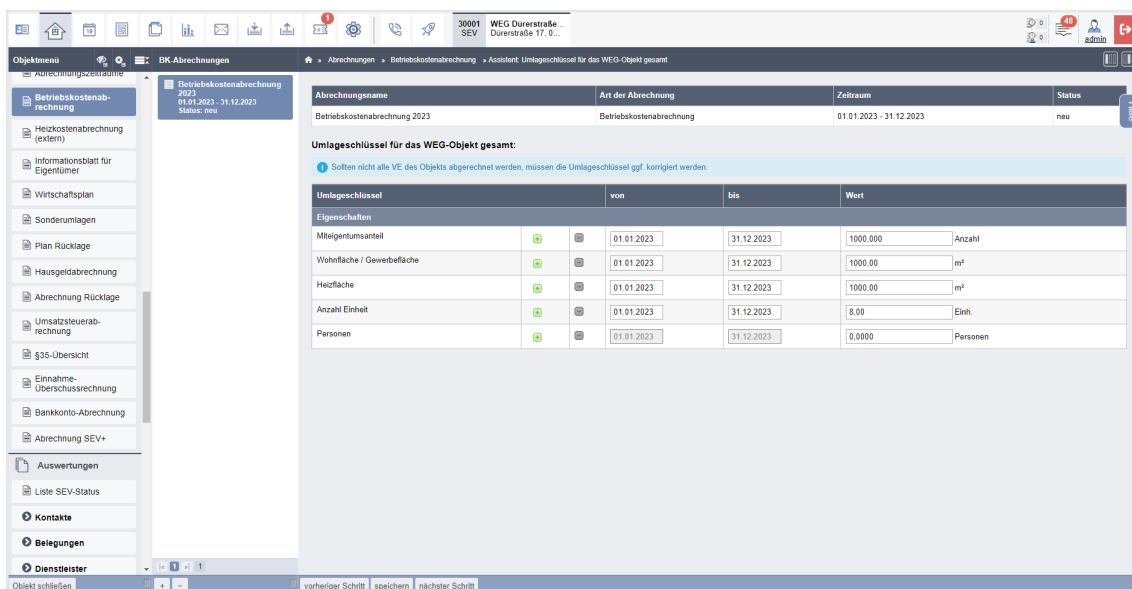 19
1
30001
SEV
WEG Dürerstraße...
Dürerstraße 17, 0...
0
0
48
admin
Objektmenü
BK-Abrechnungen
» Abrechnungen » Betriebskostenabrechnung » Assistent: Umlageschlüssel für das WEG-Objekt gesamt
Abrechnungszeiträume
Betriebskostenab-
rechnung
Heizkostenabrechnung
(extern)
Informationsblatt für
Eigentümer
Wirtschaftsplan
Sonderumlagen
Plan Rücklage
Hausgeldabrechnung
Abrechnung Rücklage
Umsatzsteuerab-
rechnung
§35-Übersicht
Einnahme-
Überschussrechnung
Bankkonto-Abrechnung
Abrechnung SEV+
Auswertungen
Liste SEV-Status
Kontakte
Belegungen
Dienstleister
Objekt schließen
Betriebskostenabrechnung
2023
01.01.2023 - 31.12.2023
Status: neu
1 1
+ −
Abrechnungsname Art der Abrechnung Zeitraum Status
Betriebskostenabrechnung 2023 Betriebskostenabrechnung 01.01.2023 - 31.12.2023 neu
Umlageschlüssel für das WEG-Objekt gesamt:
Sollten nicht alle VE des Objekts abgerechnet werden, müssen die Umlageschlüssel ggf. korrigiert werden.
Umlageschlüssel von bis Wert
Eigenschaften
Miteigentumsanteil 01.01.2023 31.12.2023 1000,000 Anzahl
Wohnfläche / Gewerbefläche 01.01.2023 31.12.2023 1000,00 m²
Heizfläche 01.01.2023 31.12.2023 1000,00 m²
Anzahl Einheit 01.01.2023 31.12.2023 8,00 Einh.
Personen 01.01.2023 31.12.2023 0,0000 Personen
vorheriger Schritt speichern nächster Schritt